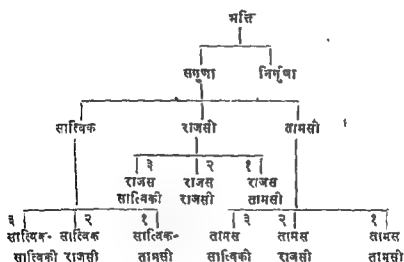 भक्ति
सगुणा निर्गुणा
सात्विक राजसी तामसी
३ २ १
राजस राजस राजस
सात्विकी राजसी तामसी
३ २ १ ३ २ १
सात्विक- सात्विक सात्विक- तामस तामस तामस
सात्विकी राजसी तामसी सात्विकी राजसी तामसी